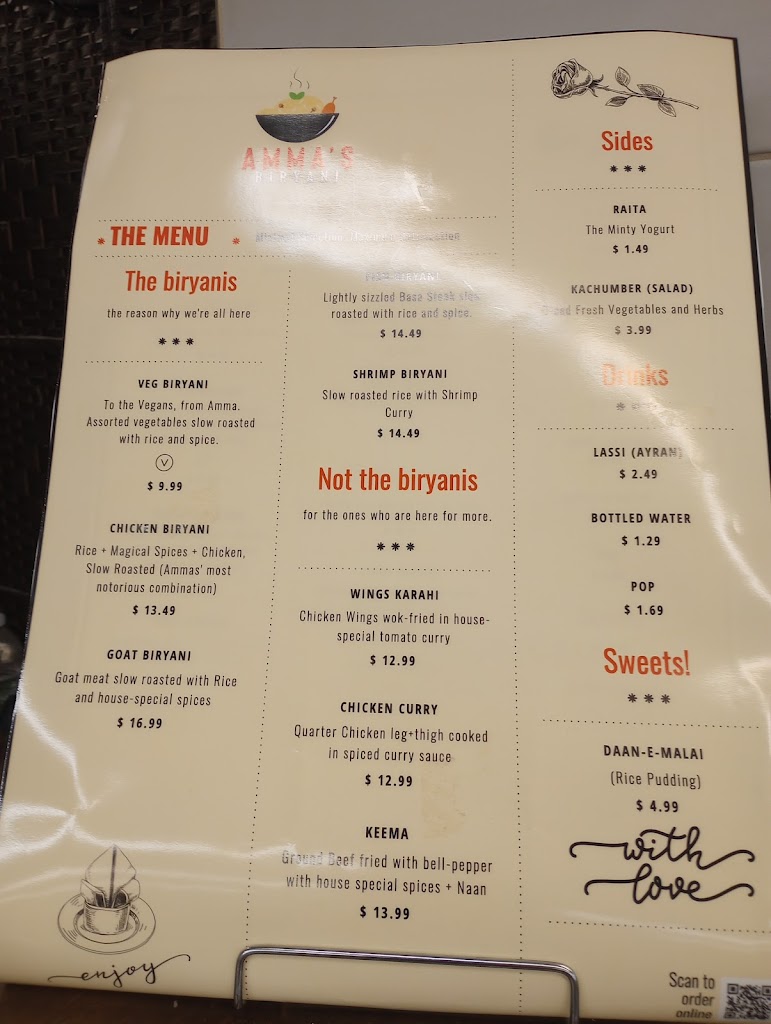 AMMA'S
BIRYANI
THE MENU
The biryanis
the reason why we're all here
VEG BIRYANI
To the Vegans, from Amma.
Assorted vegetables slow roasted
with rice and spice.
V
$ 9.99
CHICKEN BIRYANI
Rice + Magical Spices + Chicken,
Slow Roasted (Ammas' most
notorious combination)
$ 13.49
GOAT BIRYANI
Goat meat slow roasted with Rice
and house-special spices
$ 16.99
enjoy
BIRYANI
Lightly sizzled Basa Steak
roasted with rice and spice.
$ 14.49
SHRIMP BIRYANI
Slow roasted rice with Shrimp
Curry
$ 14.49
Not the biryanis
for the ones who are here for more.
WINGS KARAHI
Chicken Wings wok-fried in house-
special tomato curry
$ 12.99
CHICKEN CURRY
Quarter Chicken leg+thigh cooked
in spiced curry sauce
$ 12.99
KEEMA
Ground Beef fried with bell-pepper
with house special spices + Naan
$ 13.99
Sides
RAITA
The Minty Yogurt
$ 1.49
KACHUMBER (SALAD)
Fresh Vegetables and Herbs
$ 3.99
Drinks
LASSI (AYRAN)
$ 2.49
BOTTLED WATER
$ 1.29
POP
$ 1.69
Sweets!
DAAN-E-MALAI
(Rice Pudding)
$ 4.99
with
love
Scan to
order
online